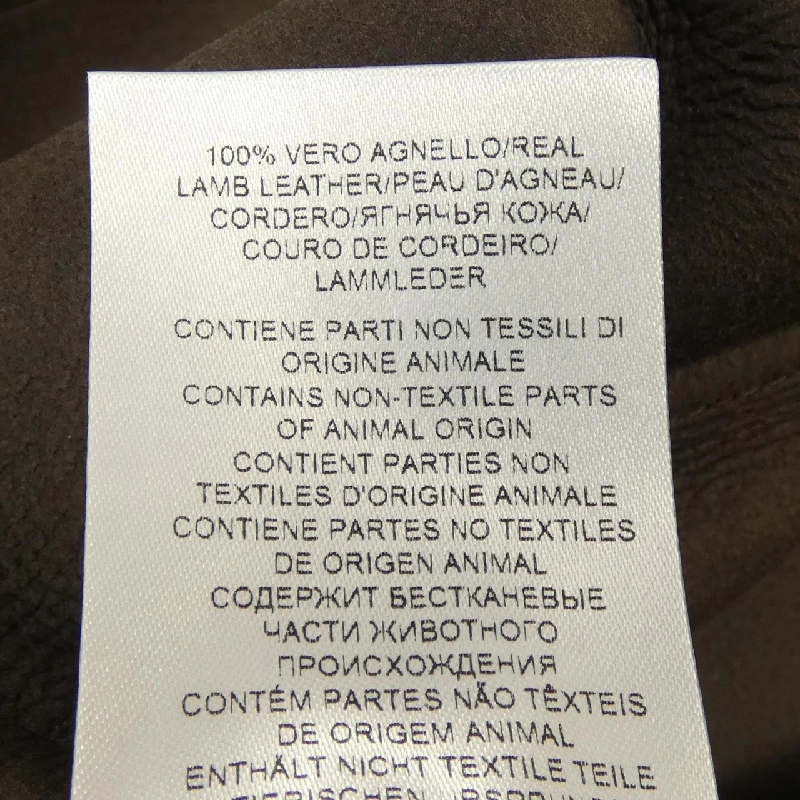 100% VERO AGNELLO/REAL
LAMB LEATHER/PEAU D'AGNEAU/
CORDERO/ЯГНЯЧЬЯ КОЖА/
COURO DE CORDEIRO/
LAMMLEDER
CONTIENE PARTI NON TESSILI DI
ORIGINE ANIMALE
CONTAINS NON-TEXTILE PARTS
OF ANIMAL ORIGIN
CONTIENT PARTIES NON
TEXTILES D'ORIGINE ANIMALE
CONTIENE PARTES NO TEXTILES
DE ORIGEN ANIMAL
СОДЕРЖИТ БЕСТКАНЕВЫЕ
ЧАСТИ ЖИВОТНОГО
ПРОИСХОЖДЕНИЯ
CONTÉM PARTES NÃO TÊXTEIS
DE ORIGEM ANIMAL
ENTHÄLT NICHT TEXTILE TEILE
TIERISCHEN URSPRUNGS